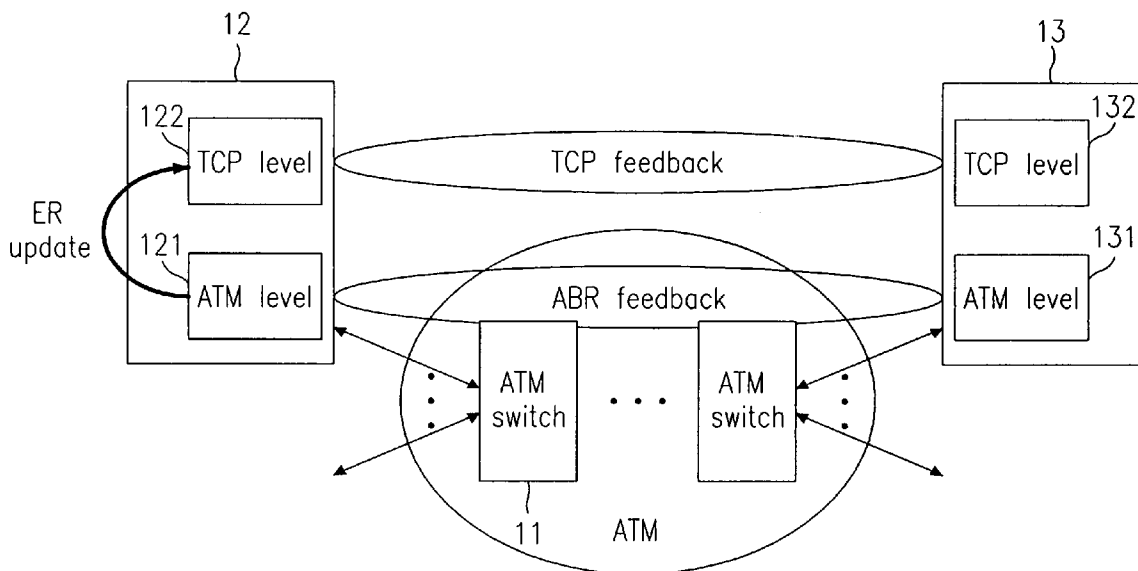 12
13
122
132
TCP level
TCP feedback
TCP level
ER
update
121
131
ATM level
ABR feedback
ATM level
ATM
switch
ATM
switch
11
ATM